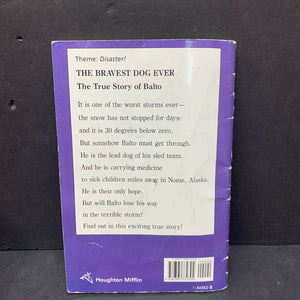 Theme: Disaster!
THE BRAVEST DOG EVER
The True Story of Balto
It is one of the worst storms ever—
the snow has not stopped for days
and it is 30 degrees below zero.
But somehow Balto must get through.
He is the lead dog of his sled team.
And he is carrying medicine
to sick children miles away in Nome, Alaska.
He is their only hope.
But will Balto lose his way
in the terrible storm?
Find out in this exciting true story!
Houghton Mifflin
1-24362-8